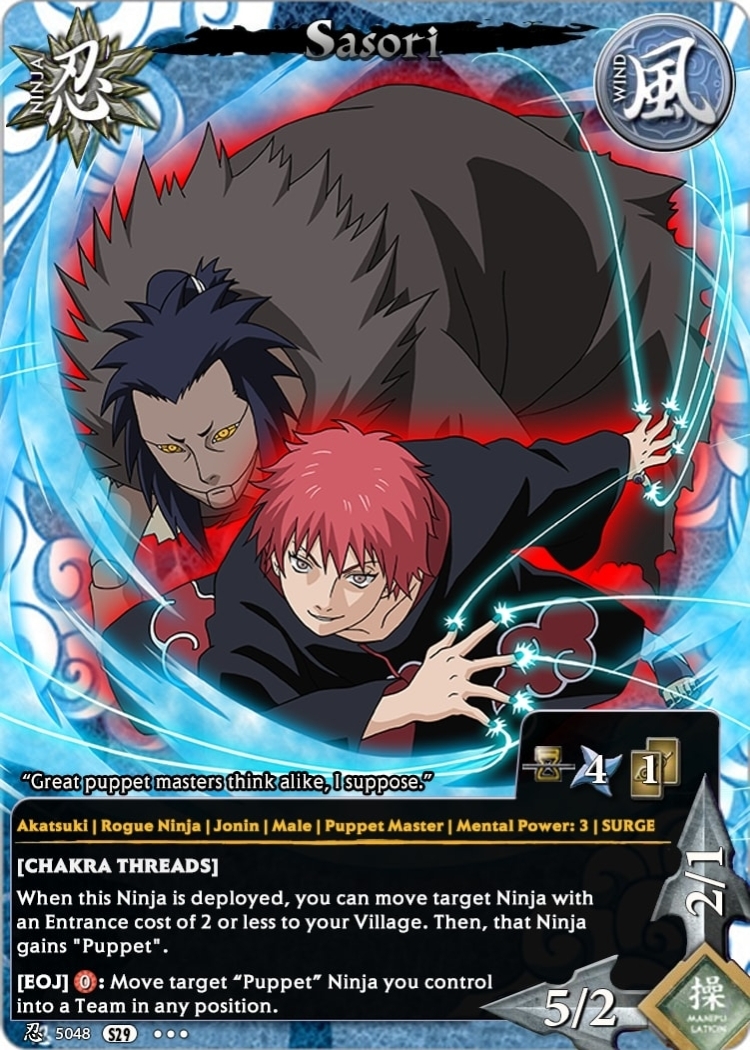 Sasori
NINJA
忍
WIND
風
"Great puppet masters think alike, I suppose."
4
1
Akatsuki | Rogue Ninja | Jonin | Male | Puppet Master | Mental Power: 3 | SURGE
[CHAKRA THREADS]
When this Ninja is deployed, you can move target Ninja with
an Entrance cost of 2 or less to your Village. Then, that Ninja
gains "Puppet".
[EOJ] 0: Move target “Puppet” Ninja you control
into a Team in any position.
2/1
5/2
操
MANIPU
LATION
忍 5048 S29